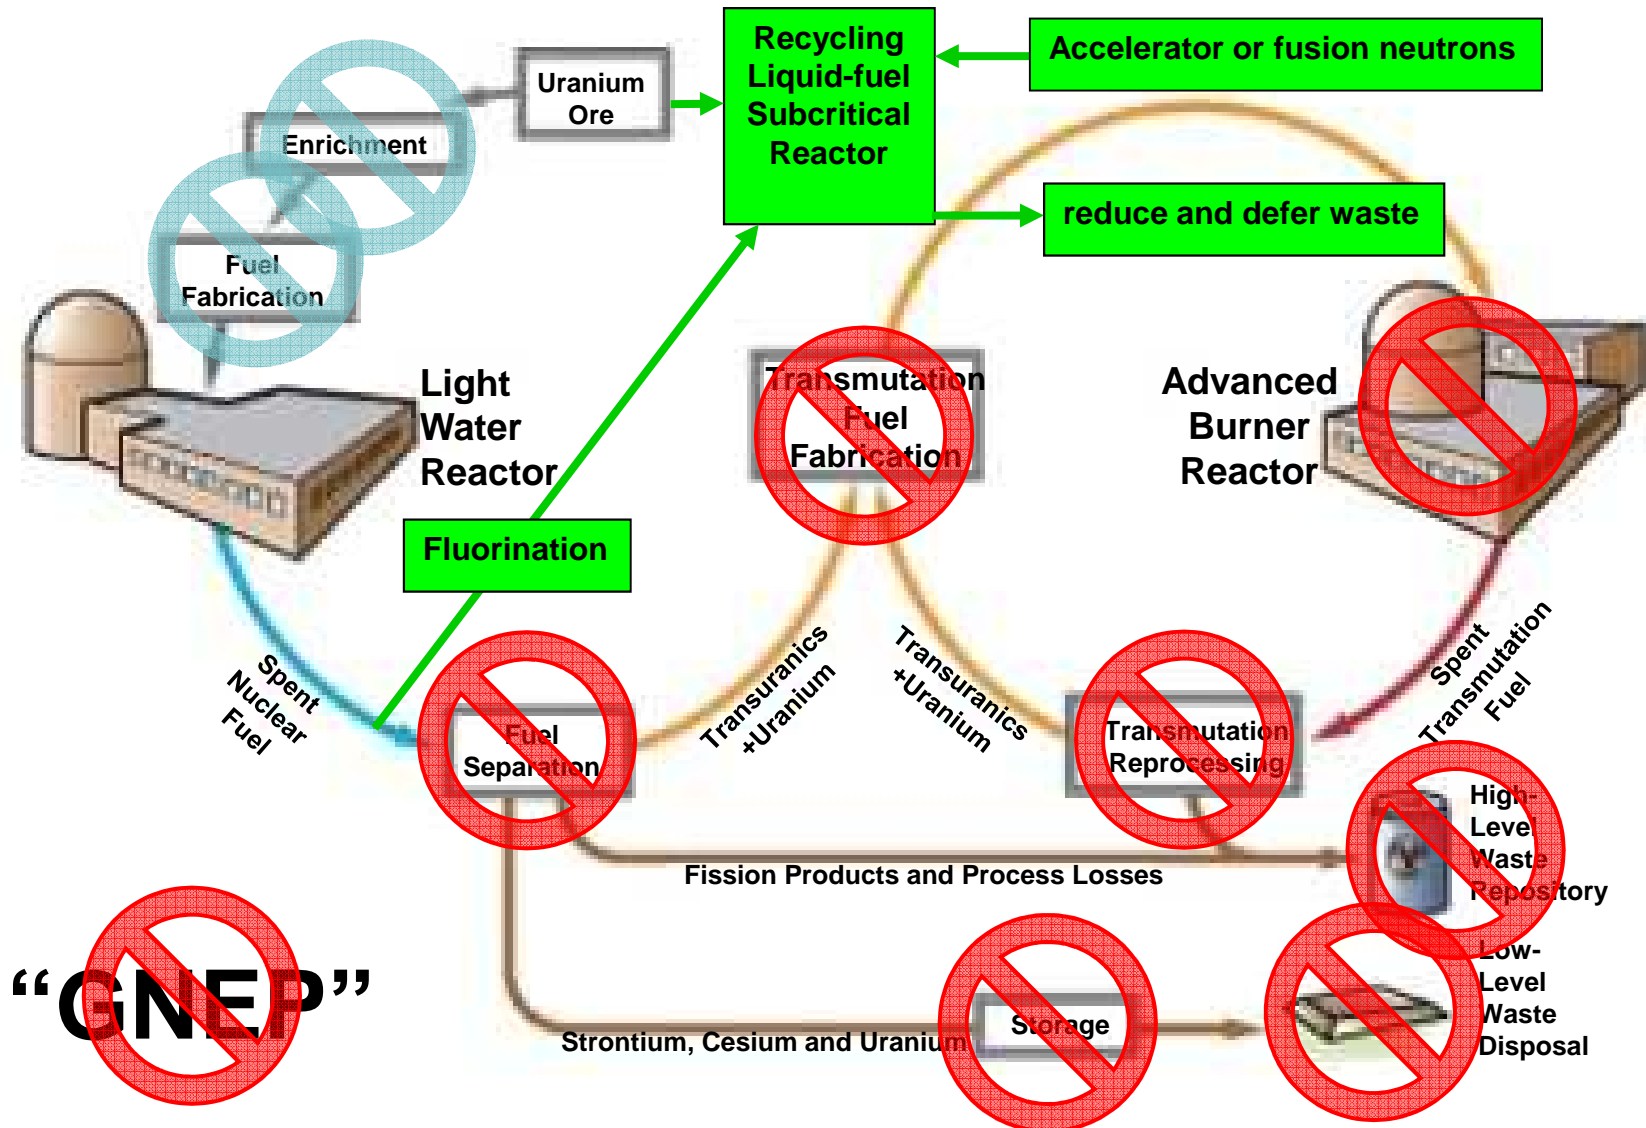 Recycling
Liquid-fuel
Subcritical
Reactor
Accelerator or fusion neutrons
Uranium
Ore
Enrichment
reduce and defer waste
Fuel
Fabrication
Light
Water
Reactor
Transmutation
Fuel
Fabrication
Advanced
Burner
Reactor
Fluorination
Spent
Nuclear
Fuel
Transuranics
+Uranium
Transuranics
+Uranium
Spent
Transmutation
Fuel
Fuel
Separation
Transmutation
Reprocessing
High-
Level
Waste
Repository
Fission Products and Process Losses
“GNEP”
Low-
Level
Waste
Disposal
Storage
Strontium, Cesium and Uranium